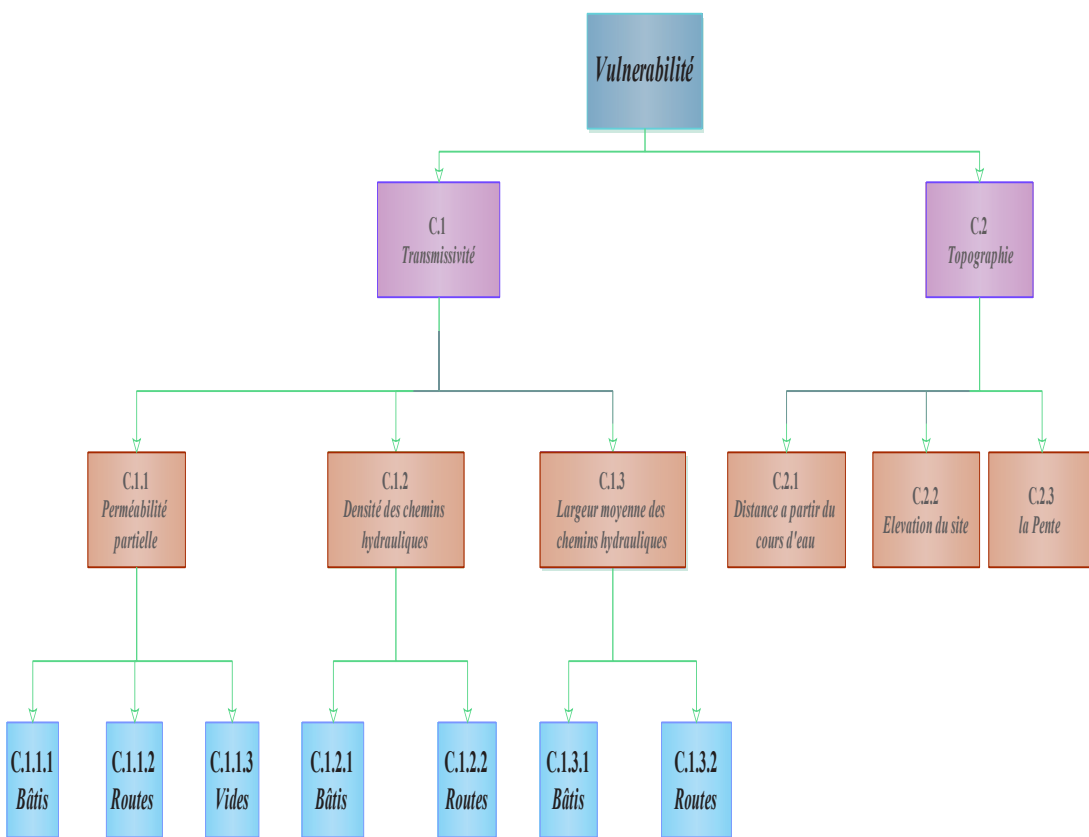 Vulnerabilité
C.1
Transmissivité
C.2
Topographie
C.1.1
Perméabilité
partielle
C.1.2
Densité des chemins
hydrauliques
C.1.3
Largeur moyenne des
chemins hydrauliques
C.2.1
Distance a partir du
cours d'eau
C.2.2
Elevation du site
C.2.3
la Pente
C.1.1.1
Bâtis
C.1.1.2
Routes
C.1.1.3
Vides
C.1.2.1
Bâtis
C.1.2.2
Routes
C.1.3.1
Bâtis
C.1.3.2
Routes